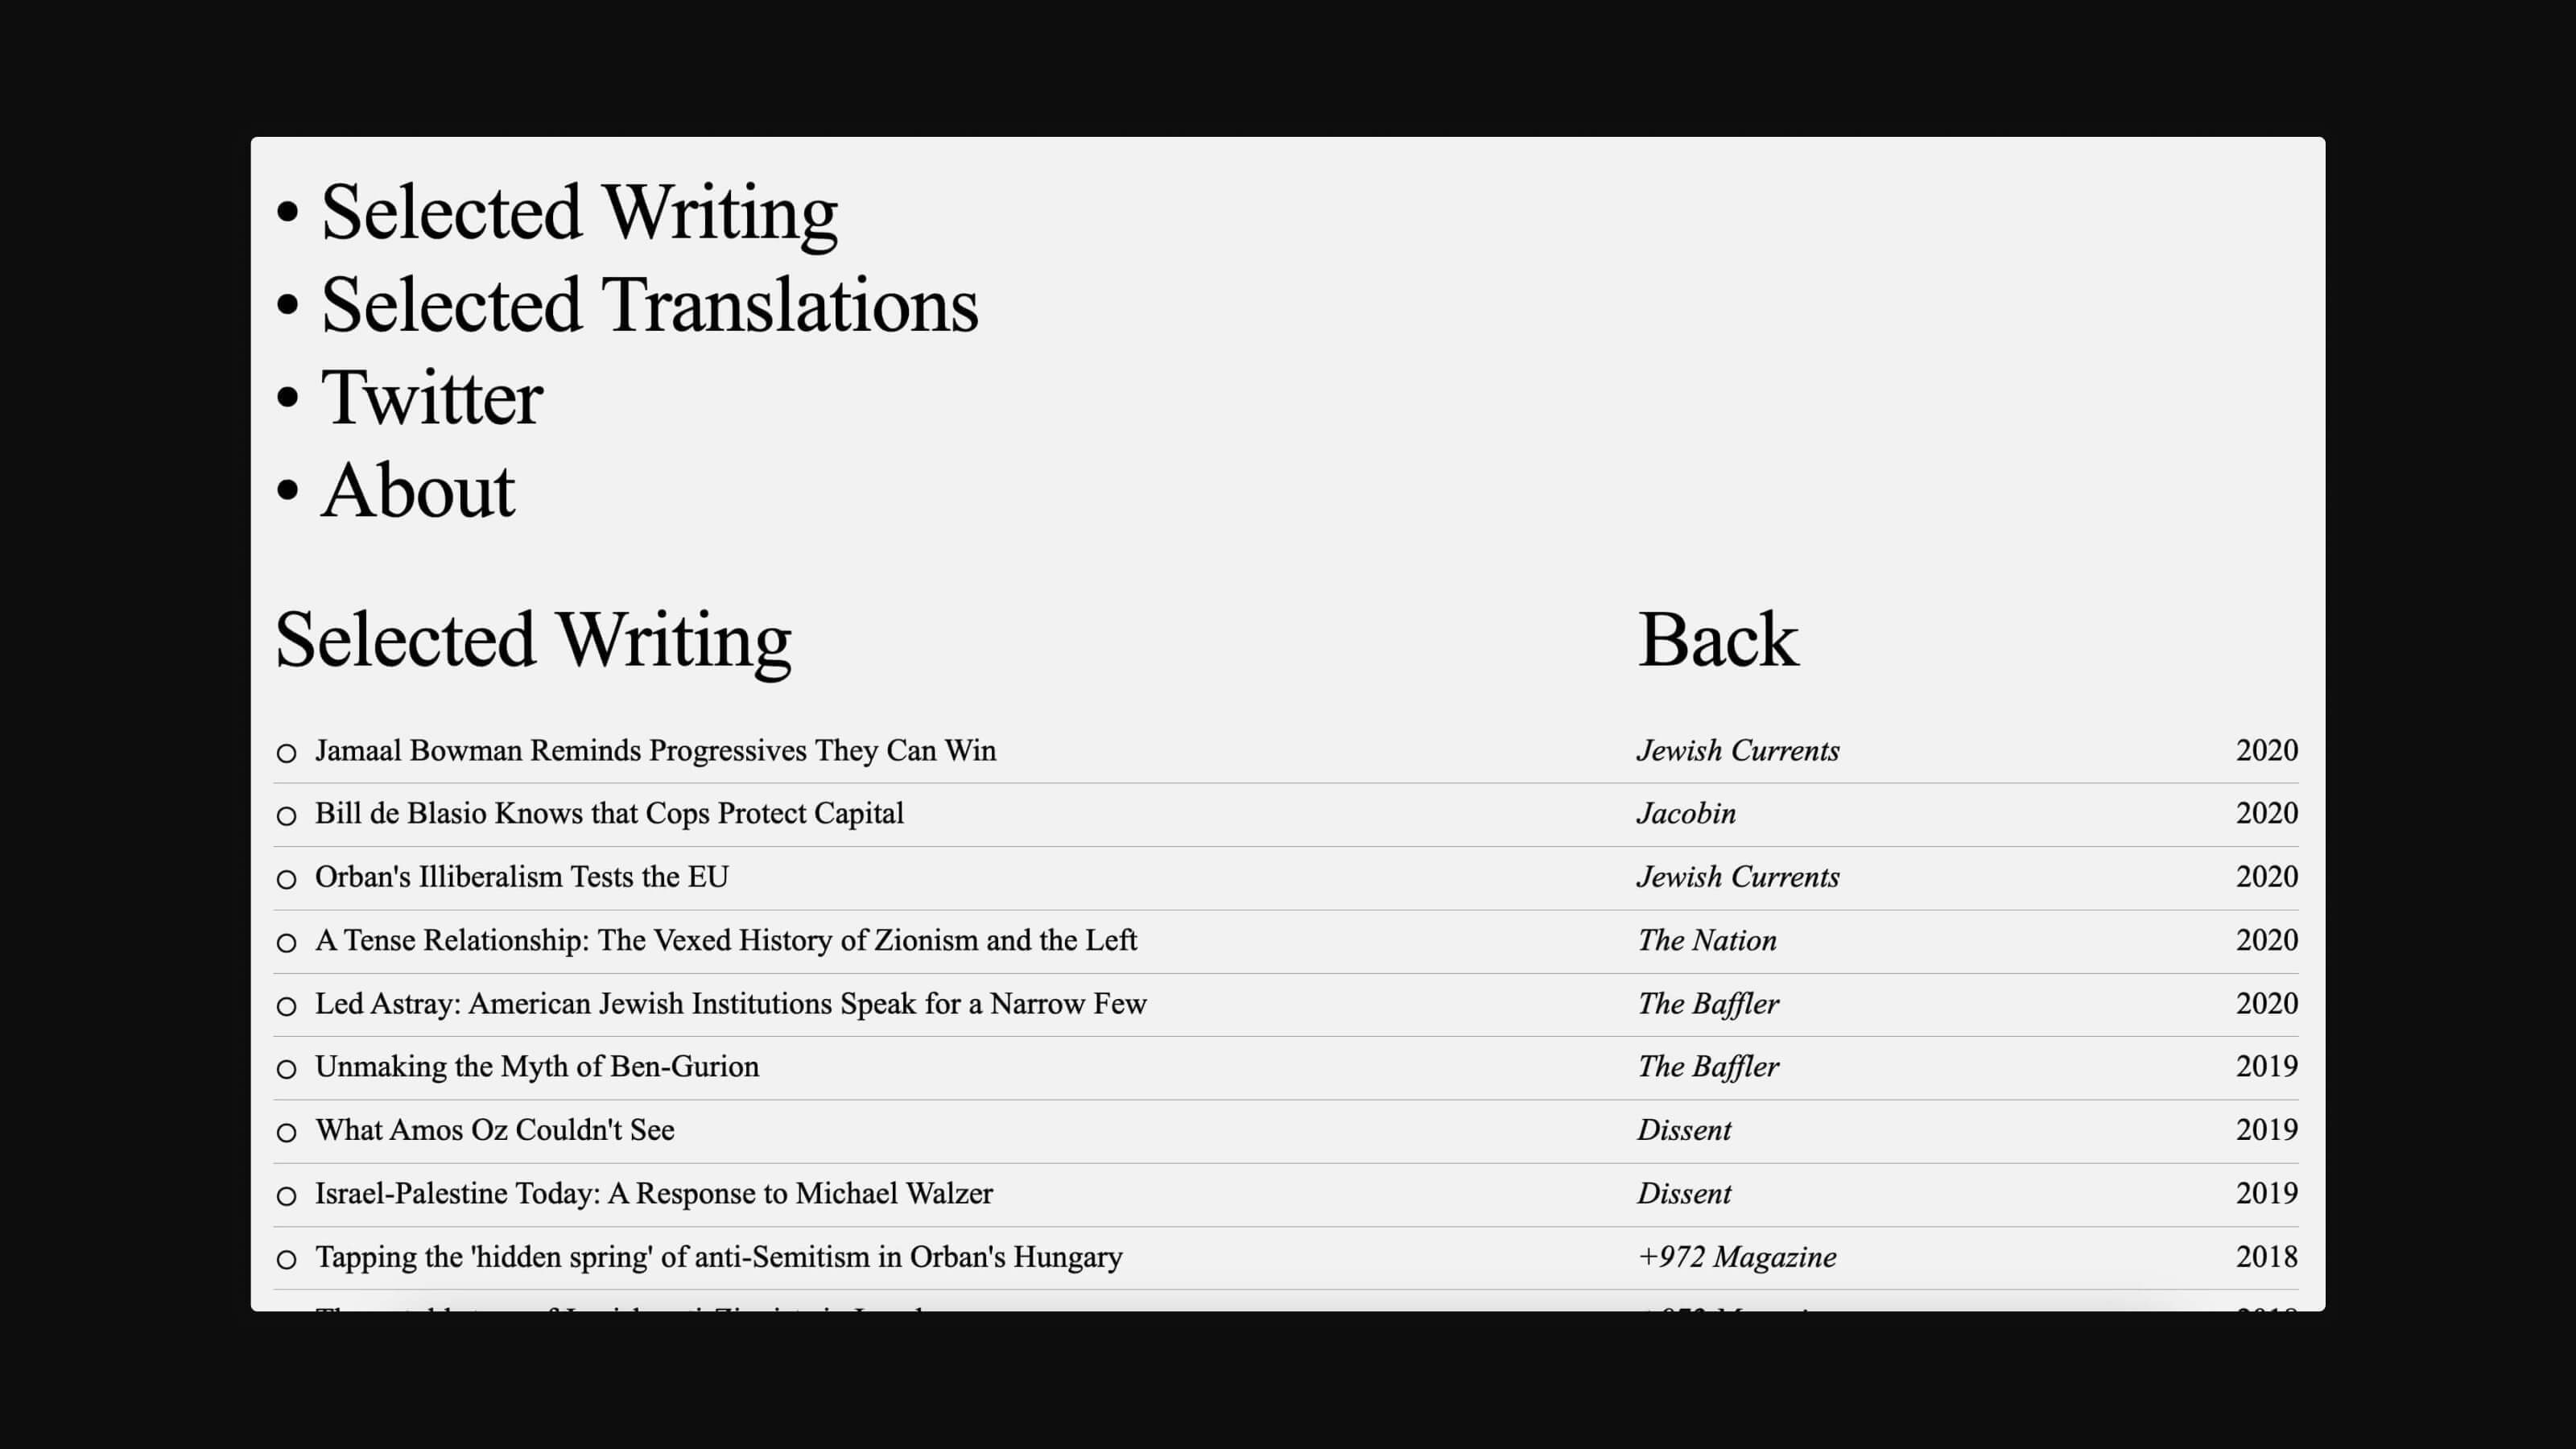 • Selected Writing
• Selected Translations
• Twitter
• About
Selected Writing Back
Jamaal Bowman Reminds Progressives They Can Win Jewish Currents 2020
Bill de Blasio Knows that Cops Protect Capital Jacobin 2020
Orban's Illiberalism Tests the EU Jewish Currents 2020
A Tense Relationship: The Vexed History of Zionism and the Left The Nation 2020
Led Astray: American Jewish Institutions Speak for a Narrow Few The Baffler 2020
Unmaking the Myth of Ben-Gurion The Baffler 2019
What Amos Oz Couldn't See Dissent 2019
Israel-Palestine Today: A Response to Michael Walzer Dissent 2019
Tapping the 'hidden spring' of anti-Semitism in Orban's Hungary +972 Magazine 2018